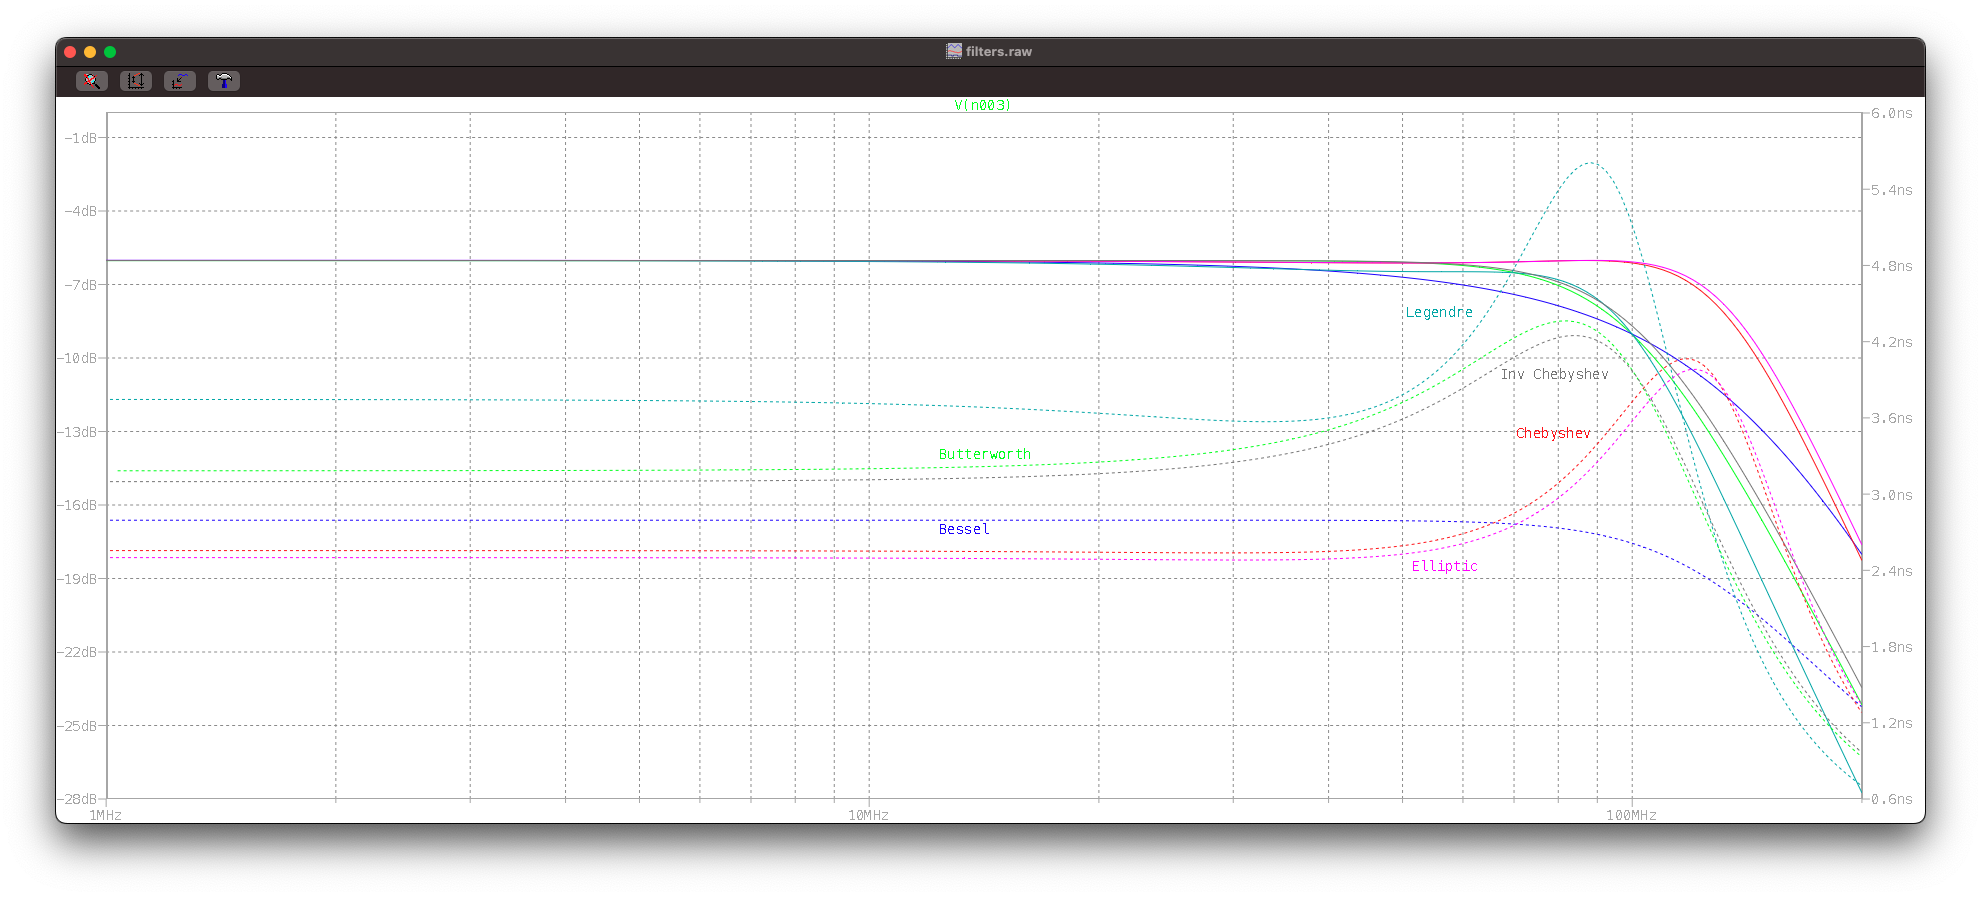 filters.raw
V(n003)
6.0ns
-1dB
5.4ns
-4dB
4.8ns
-7dB
Legendre
4.2ns
-10dB
Inv Chebyshev
3.6ns
-13dB
Chebyshev
Butterworth
3.0ns
-16dB
Bessel
Elliptic
2.4ns
-19dB
1.8ns
-22dB
1.2ns
-25dB
0.6ns
-28dB
1MHz 10MHz 100MHz